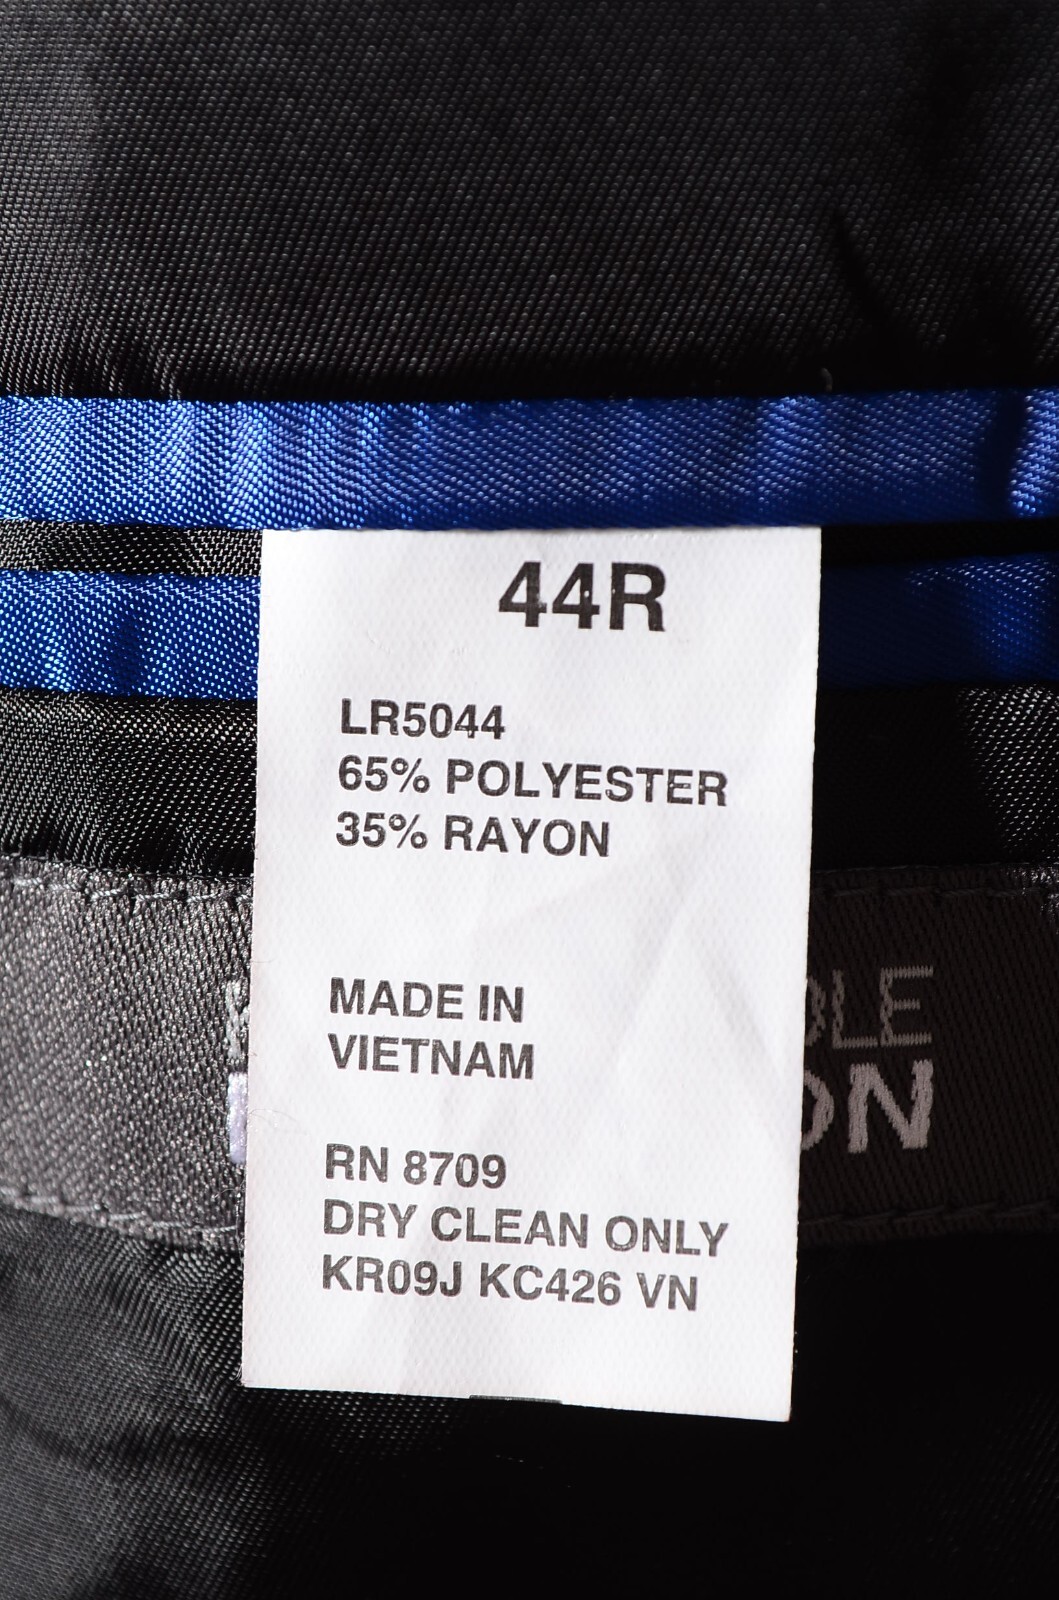 44R
LR5044
65% POLYESTER
35% RAYON
MADE IN
VIETNAM
RN 8709
DRY CLEAN ONLY
KR09J KC426 VN